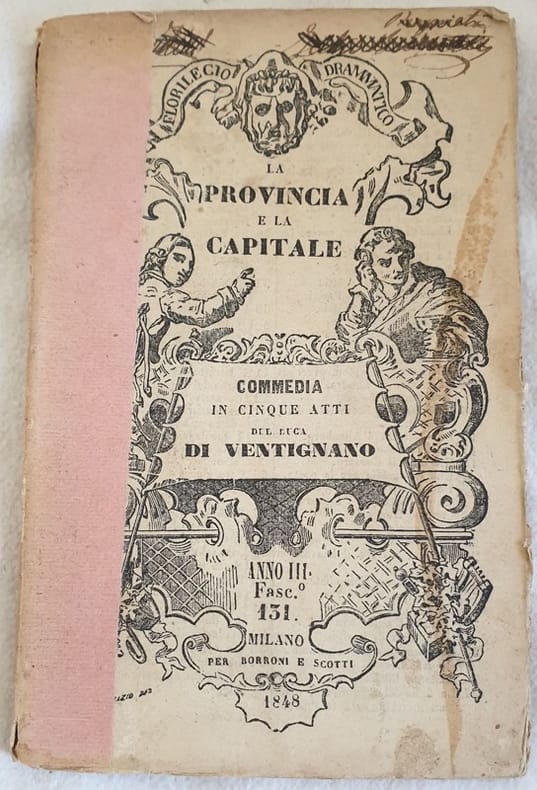 FLORILEGIO DRAMMATICO
LA
PROVINCIA
E LA
CAPITALE
COMMEDIA
IN CINQUE ATTI
DEL DUCA
DI VENTIGNANO
ANNO III.
Fasc.º
131.
MILANO
PER BORRONI E SCOTTI
1848